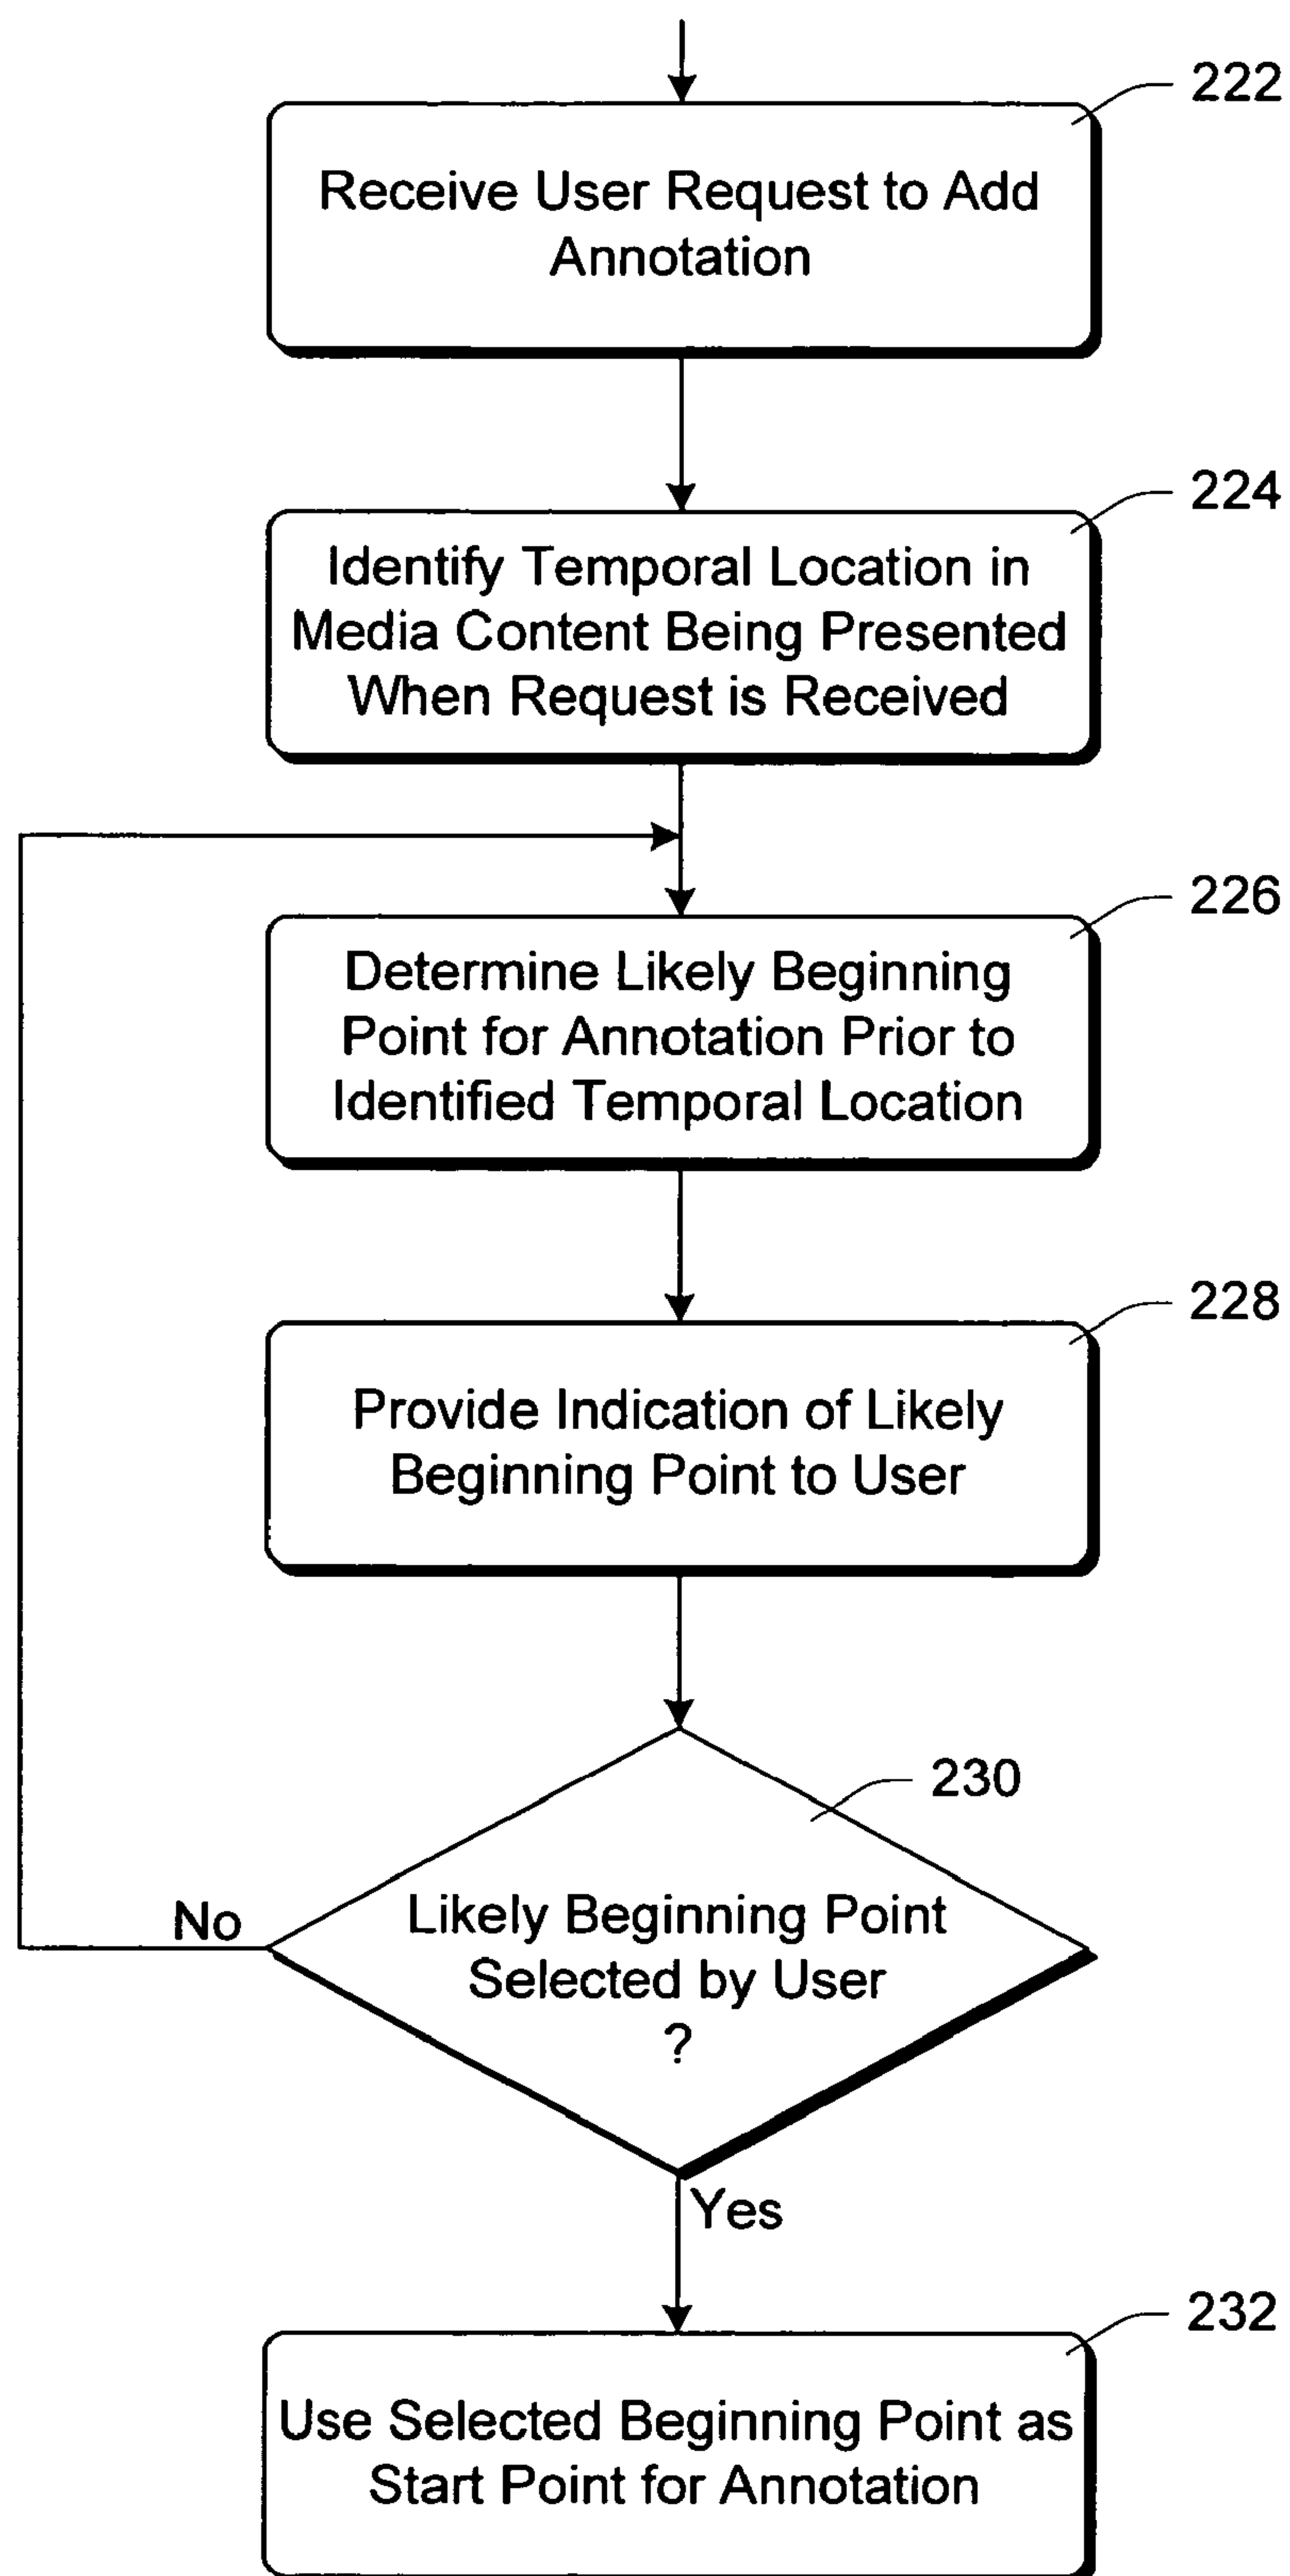 222
Receive User Request to Add
Annotation
224
Identify Temporal Location in
Media Content Being Presented
When Request is Received
226
Determine Likely Beginning
Point for Annotation Prior to
Identified Temporal Location
228
Provide Indication of Likely
Beginning Point to User
230
No
Likely Beginning Point
Selected by User
?
Yes
232
Use Selected Beginning Point as
Start Point for Annotation